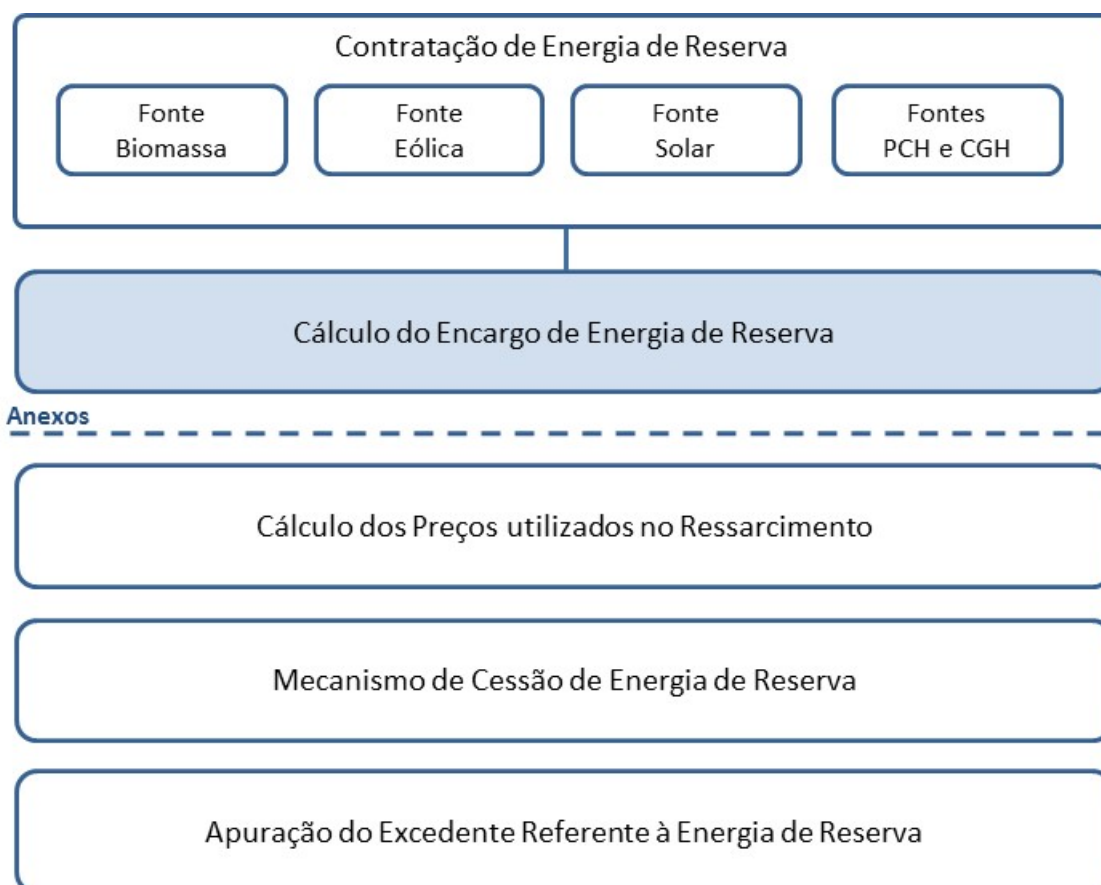 Contratação de Energia de Reserva
Fonte
Biomassa
Fonte
Eólica
Fonte
Solar
Fontes
PCH e CGH
Cálculo do Encargo de Energia de Reserva
Anexos
Cálculo dos Preços utilizados no Ressarcimento
Mecanismo de Cessão de Energia de Reserva
Apuração do Excedente Referente à Energia de Reserva